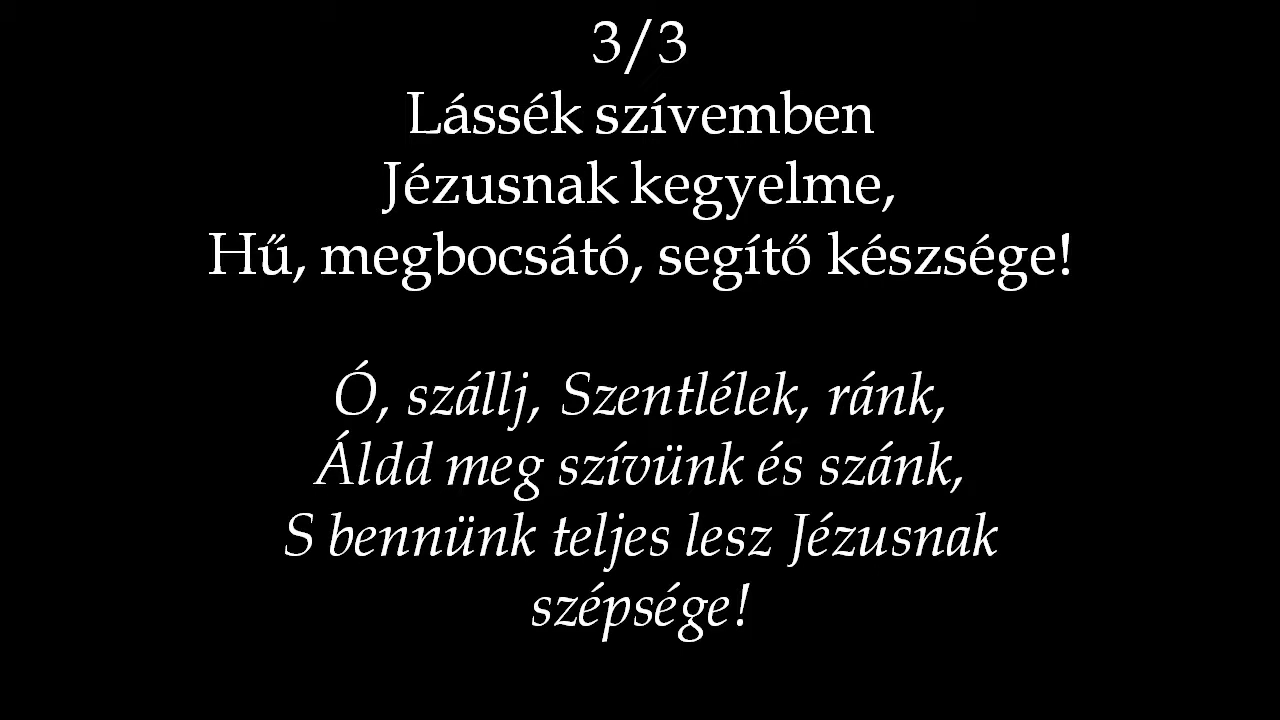 3/3
Lássék szívemben
Jézusnak kegyelme,
Hű, megbocsátó, segítő készsége!
Ó, szállj, Szentlélek, ránk,
Áldd meg szívünk és szánk,
S bennünk teljes lesz Jézusnak
szépsége!